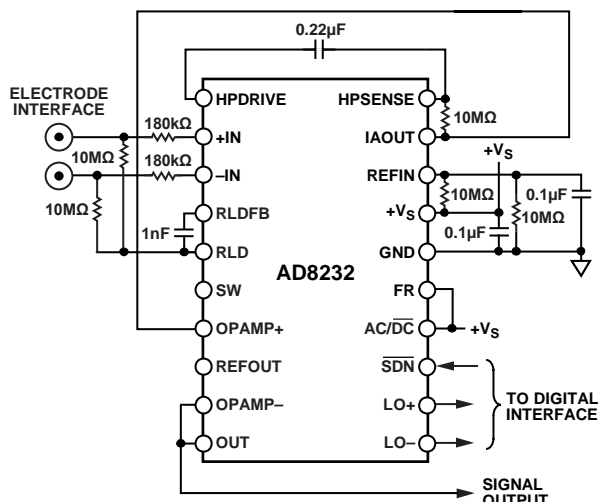 0.22µF
ELECTRODE
INTERFACE
HPDRIVE
HPSENSE
10MΩ
180kΩ
+IN
IAOUT
+VS
10MΩ
180kΩ
–IN
REFIN
10MΩ
0.1µF
10MΩ
RLDFB
+VS
10MΩ
1nF
0.1µF
RLD
GND
AD8232
SW
FR
OPAMP+
AC/DC
+VS
REFOUT
SDN
OPAMP–
LO+
TO DIGITAL
INTERFACE
OUT
LO–
SIGNAL
OUTPUT